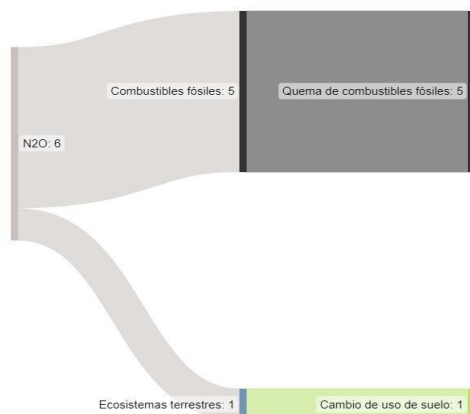 Combustibles fósiles: 5
Quema de combustibles fósiles: 5
N2O: 6
Ecosistemas terrestres: 1
Cambio de uso de suelo: 1